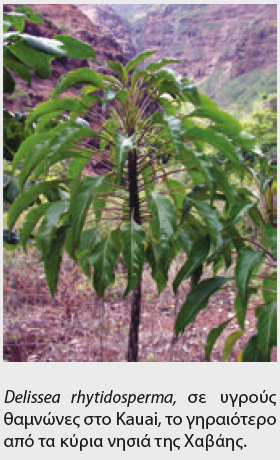 Delissea rhytidosperma, σε υγρούς
θαμνώνες στο Kauai, το γηραιότερο
από τα κύρια νησιά της Χαβάης.